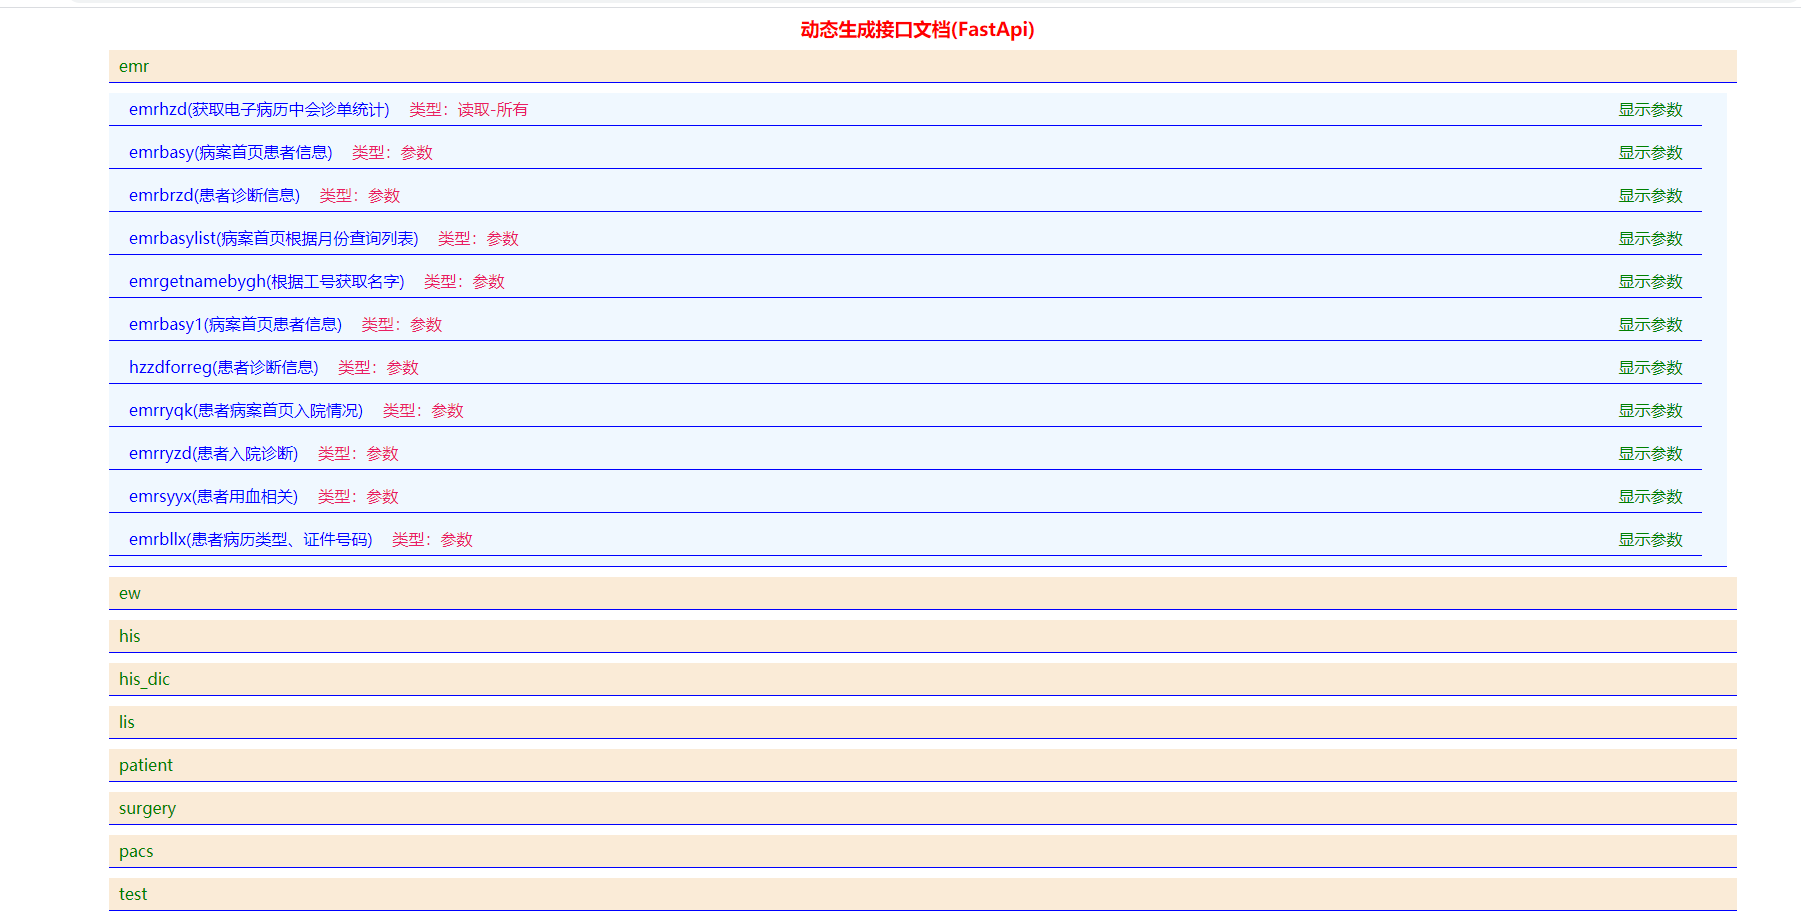 动态生成接口文档(FastApi)
emr
emrhzd(获取电子病历中会诊单统计) 类型：读取-所有 显示参数
emrbasy(病案首页患者信息) 类型：参数 显示参数
emrbrzd(患者诊断信息) 类型：参数 显示参数
emrbasylist(病案首页根据月份查询列表) 类型：参数 显示参数
emrgetnamebygh(根据工号获取名字) 类型：参数 显示参数
emrbasy1(病案首页患者信息) 类型：参数 显示参数
hzzdforreg(患者诊断信息) 类型：参数 显示参数
emrryqk(患者病案首页入院情况) 类型：参数 显示参数
emrryzd(患者入院诊断) 类型：参数 显示参数
emrsyyx(患者用血相关) 类型：参数 显示参数
emrbllx(患者病历类型、证件号码) 类型：参数 显示参数
ew
his
his_dic
lis
patient
surgery
pacs
test